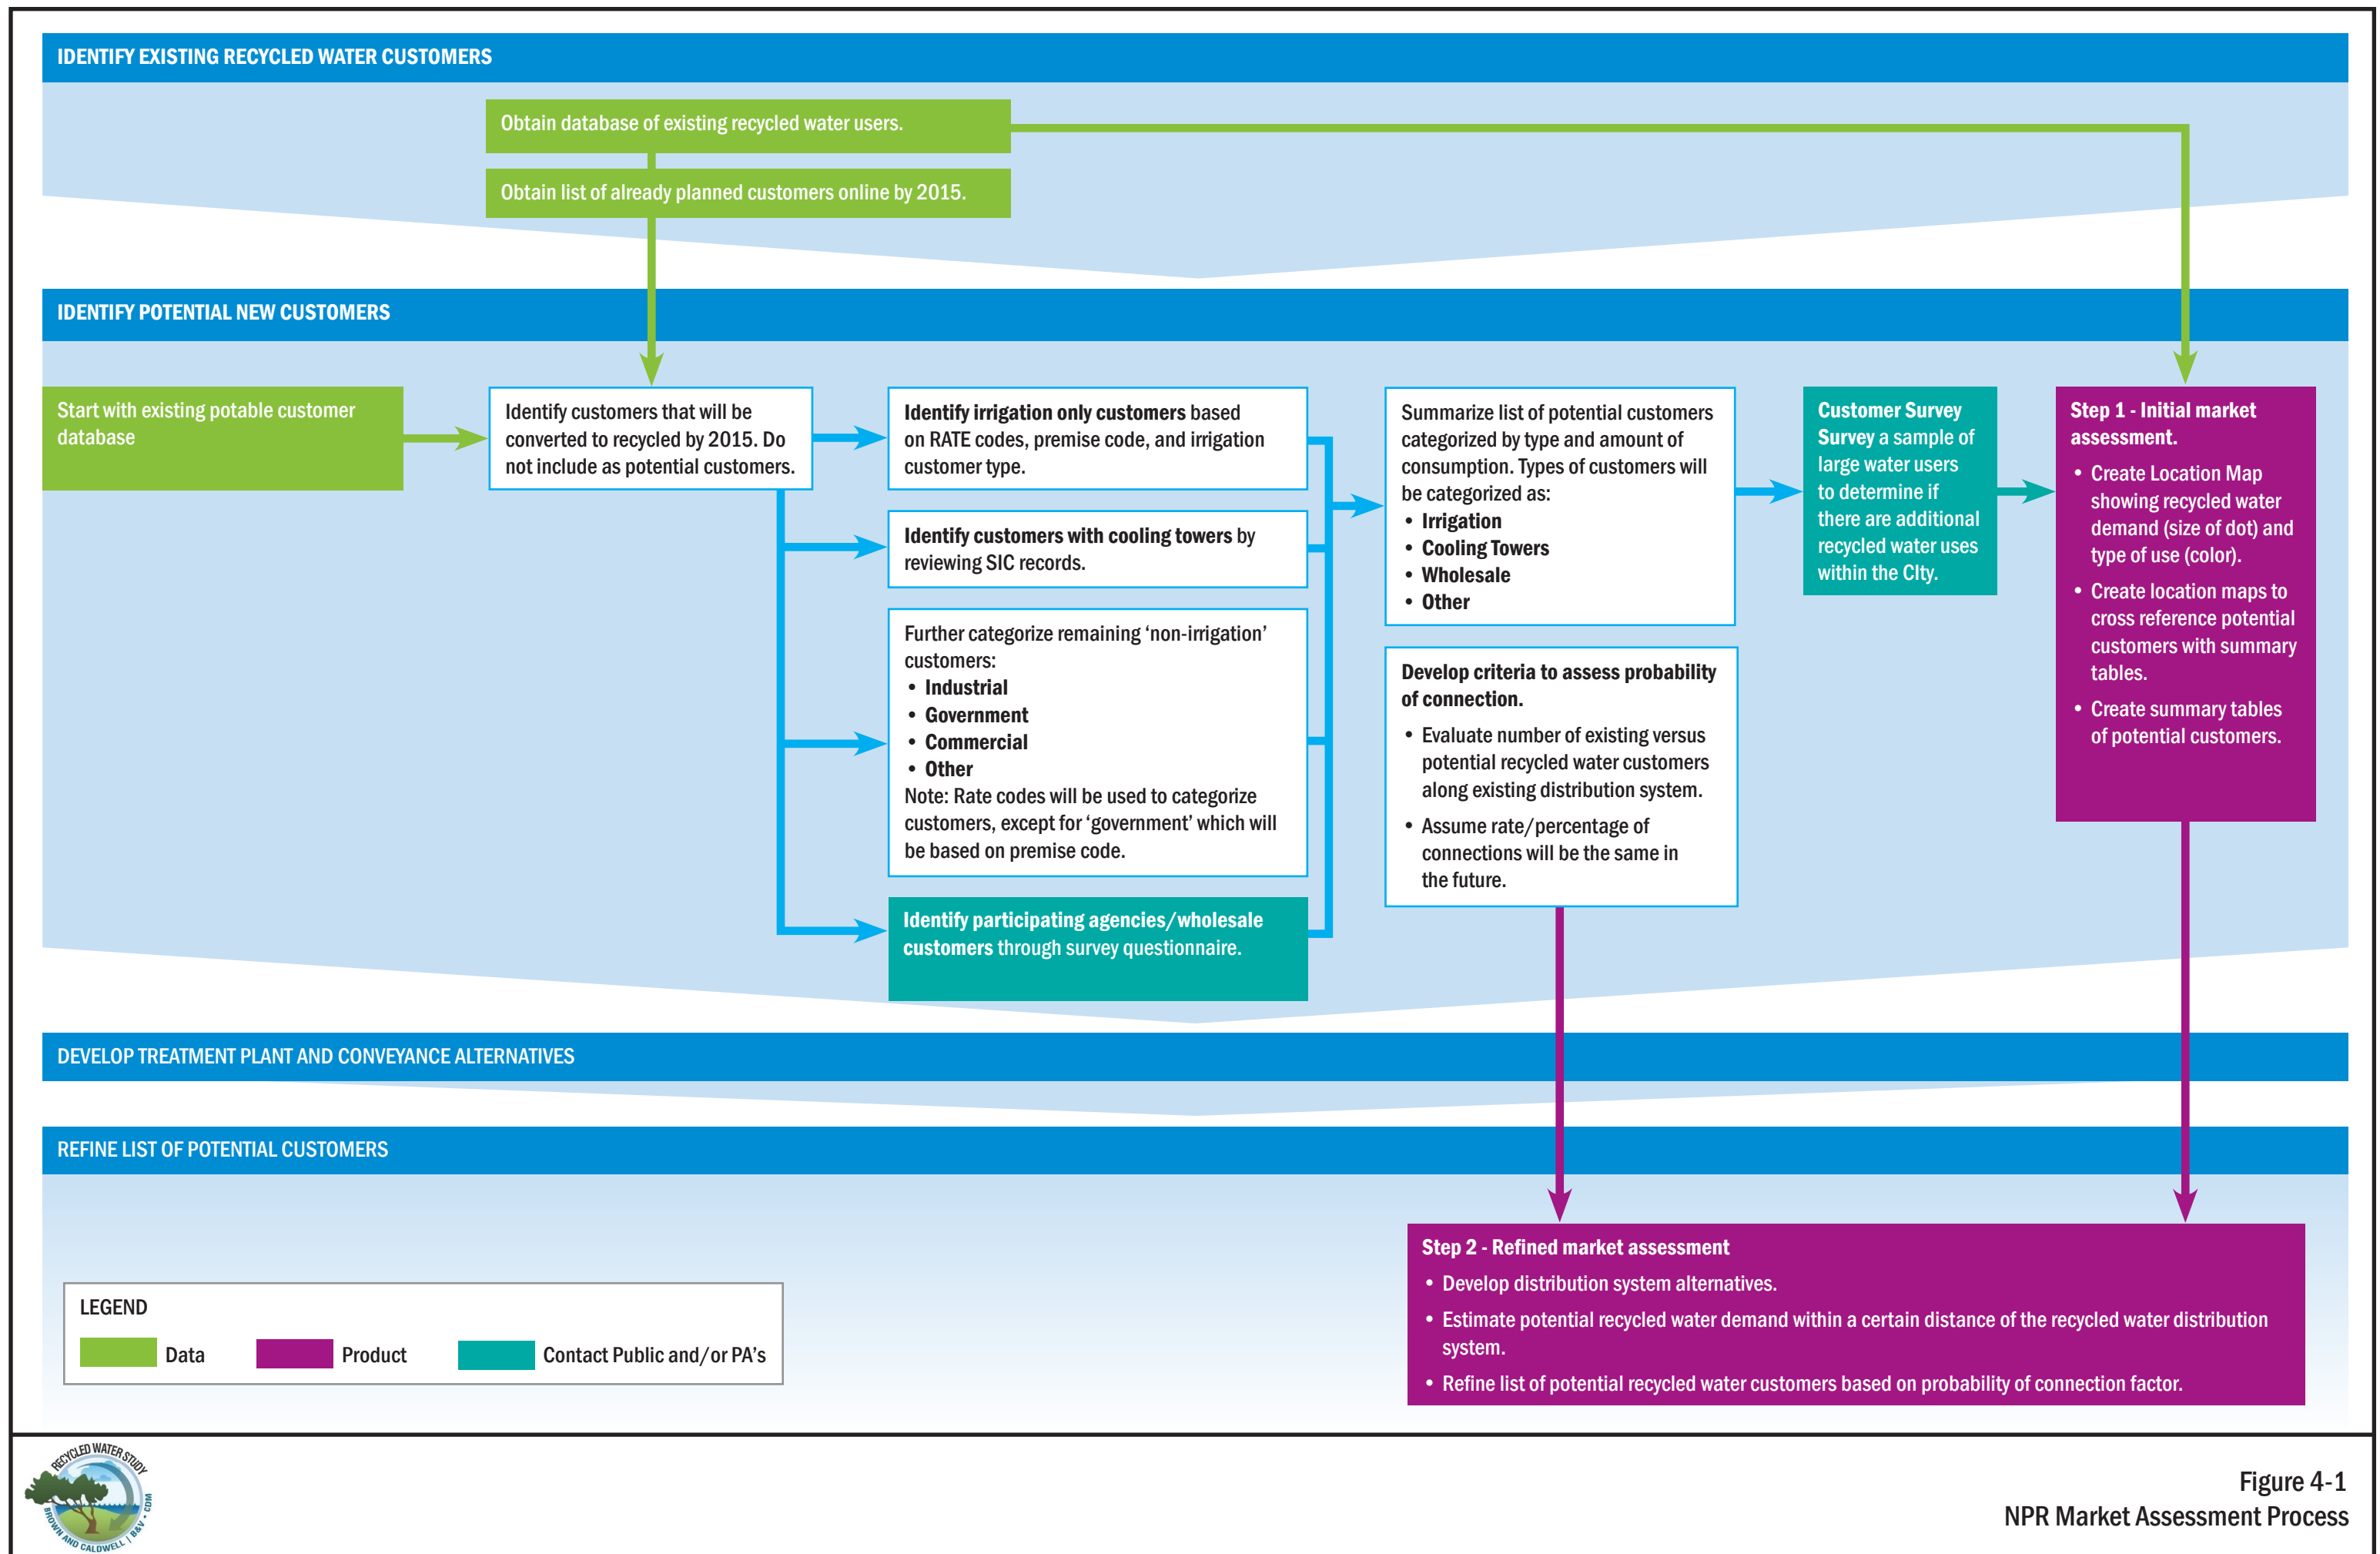 IDENTIFY EXISTING RECYCLED WATER CUSTOMERS
Obtain database of existing recycled water users.
Obtain list of already planned customers online by 2015.
IDENTIFY POTENTIAL NEW CUSTOMERS
Start with existing potable customer
database
Identify customers that will be
converted to recycled by 2015. Do
not include as potential customers.
Identify irrigation only customers based
on RATE codes, premise code, and irrigation
customer type.
Identify customers with cooling towers by
reviewing SIC records.
Further categorize remaining ‘non-irrigation’
customers:
• Industrial
• Government
• Commercial
• Other
Note: Rate codes will be used to categorize
customers, except for ‘government’ which will
be based on premise code.
Identify participating agencies/wholesale
customers through survey questionnaire.
Summarize list of potential customers
categorized by type and amount of
consumption. Types of customers will
be categorized as:
• Irrigation
• Cooling Towers
• Wholesale
• Other
Develop criteria to assess probability
of connection.
• Evaluate number of existing versus
potential recycled water customers
along existing distribution system.
• Assume rate/percentage of
connections will be the same in
the future.
Customer Survey
Survey a sample of
large water users
to determine if
there are additional
recycled water uses
within the CIty.
Step 1 - Initial market
assessment.
• Create Location Map
showing recycled water
demand (size of dot) and
type of use (color).
• Create location maps to
cross reference potential
customers with summary
tables.
• Create summary tables
of potential customers.
DEVELOP TREATMENT PLANT AND CONVEYANCE ALTERNATIVES
REFINE LIST OF POTENTIAL CUSTOMERS
Step 2 - Refined market assessment
• Develop distribution system alternatives.
• Estimate potential recycled water demand within a certain distance of the recycled water distribution
system.
• Refine list of potential recycled water customers based on probability of connection factor.
LEGEND
Data
Product
Contact Public and/or PA’s
RECYCLED WATER STUDY
BROWN AND CALDWELL | B&V • CDM
Figure 4-1
NPR Market Assessment Process